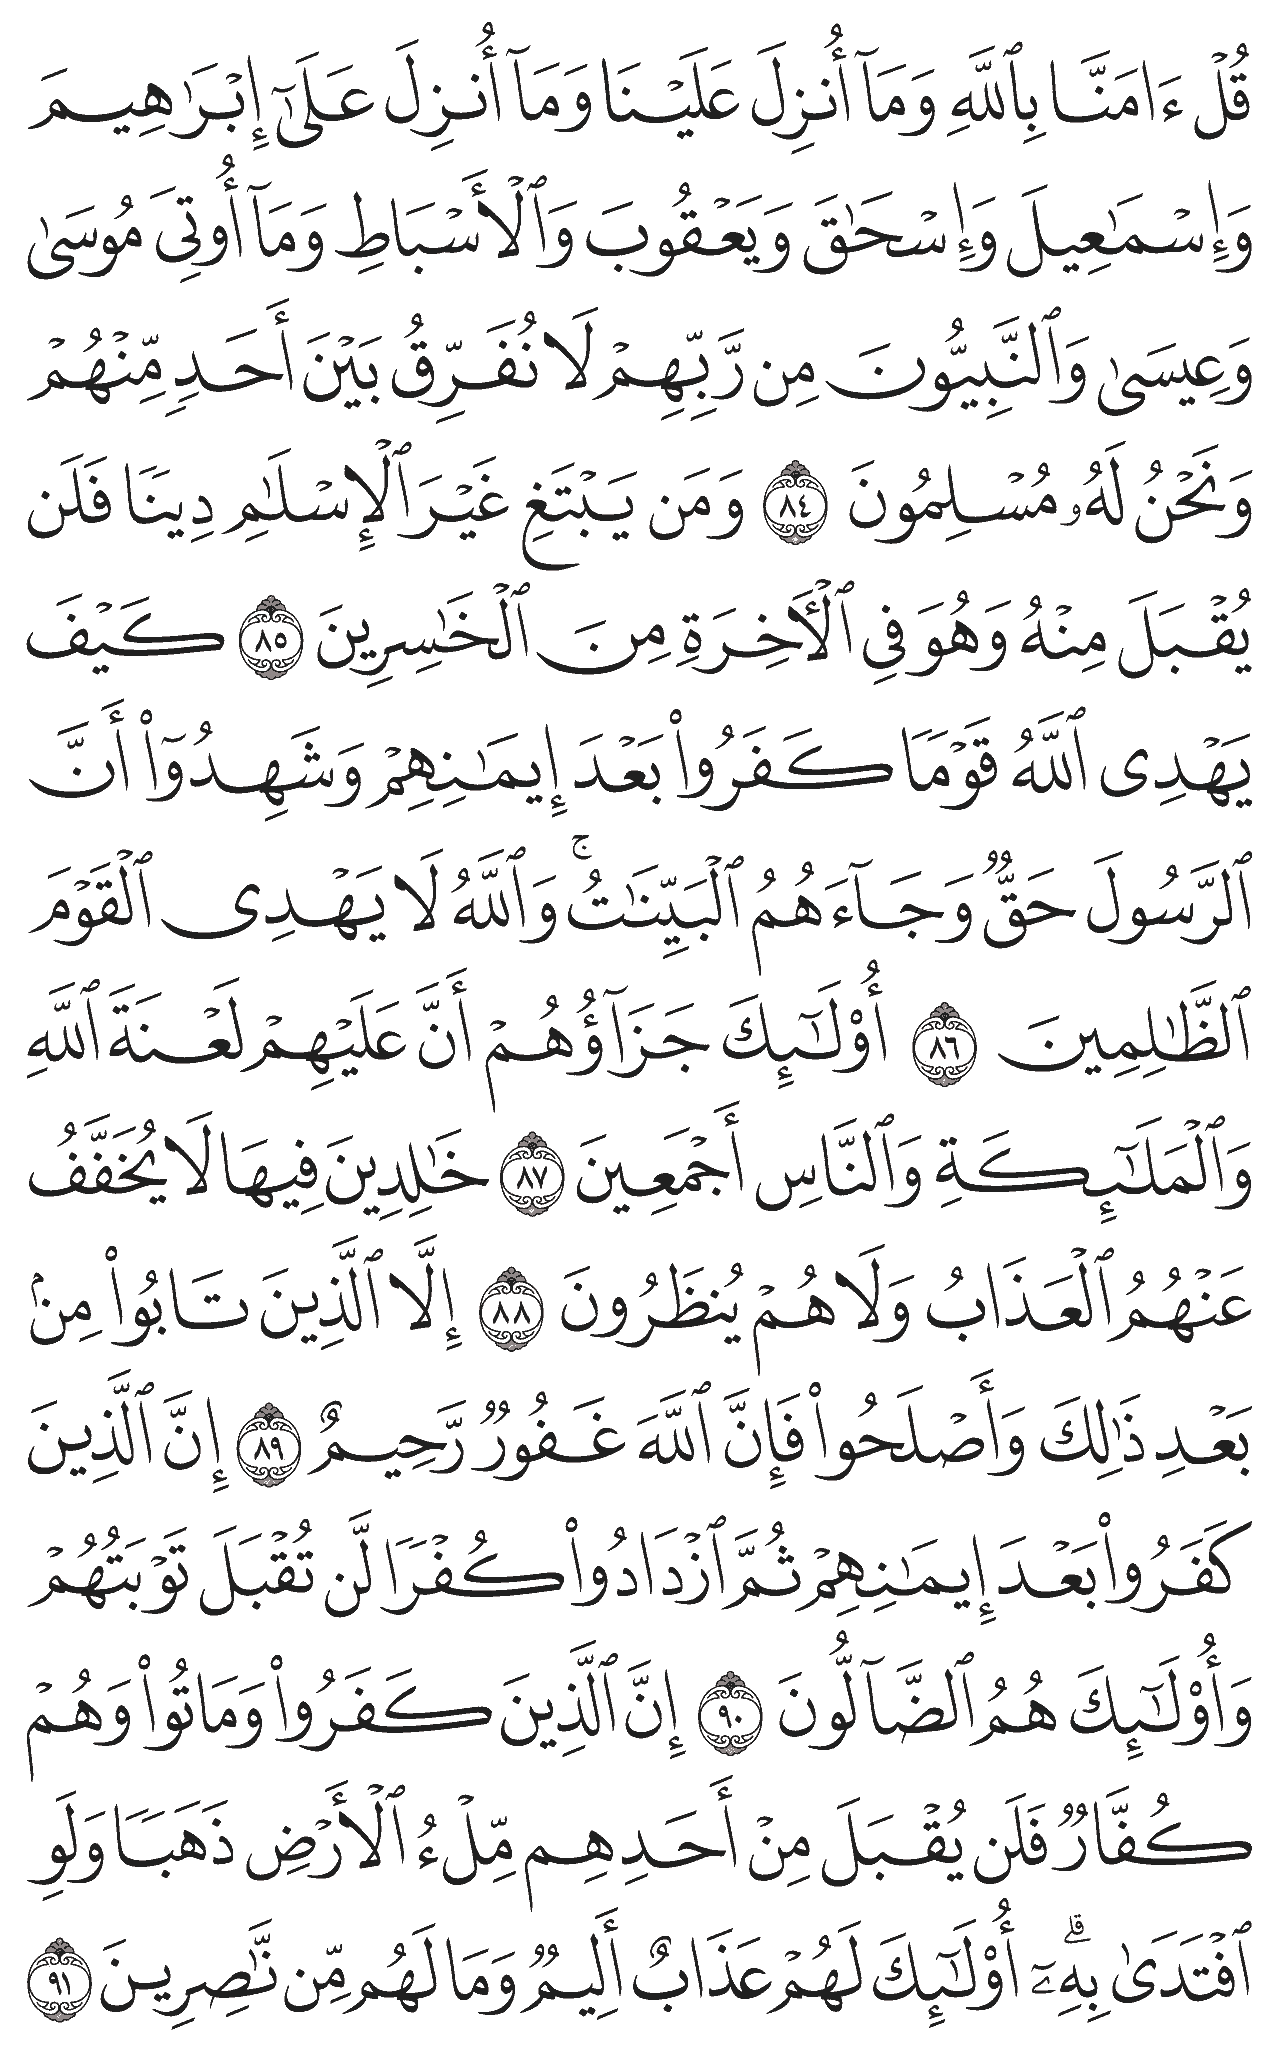 قُلْ ءَامَنَّا بِٱللَّهِ وَمَآ أُنزِلَ عَلَيْنَا وَمَآ أُنزِلَ عَلَىٰٓ إِبْرَٰهِيمَ
وَإِسْمَٰعِيلَ وَإِسْحَٰقَ وَيَعْقُوبَ وَٱلْأَسْبَاطِ وَمَآ أُوتِىَ مُوسَىٰ
وَعِيسَىٰ وَٱلنَّبِيُّونَ مِن رَّبِّهِمْ لَا نُفَرِّقُ بَيْنَ أَحَدٍ مِّنْهُمْ
وَنَحْنُ لَهُۥ مُسْلِمُونَ ٨٤ وَمَن يَبْتَغِ غَيْرَ ٱلْإِسْلَٰمِ دِينًا فَلَن
يُقْبَلَ مِنْهُ وَهُوَ فِى ٱلْأَخِرَةِ مِنَ ٱلْخَٰسِرِينَ ٨٥ كَيْفَ
يَهْدِى ٱللَّهُ قَوْمًا كَفَرُوا۟ بَعْدَ إِيمَٰنِهِمْ وَشَهِدُوٓا۟ أَنَّ
ٱلرَّسُولَ حَقٌّ وَجَآءَهُمُ ٱلْبَيِّنَٰتُ ۚ وَٱللَّهُ لَا يَهْدِى ٱلْقَوْمَ
ٱلظَّٰلِمِينَ ٨٦ أُو۟لَٰٓئِكَ جَزَآؤُهُمْ أَنَّ عَلَيْهِمْ لَعْنَةَ ٱللَّهِ
وَٱلْمَلَٰٓئِكَةِ وَٱلنَّاسِ أَجْمَعِينَ ٨٧ خَٰلِدِينَ فِيهَا لَا يُخَفَّفُ
عَنْهُمُ ٱلْعَذَابُ وَلَا هُمْ يُنظَرُونَ ٨٨ إِلَّا ٱلَّذِينَ تَابُوا۟ مِنۢ
بَعْدِ ذَٰلِكَ وَأَصْلَحُوا۟ فَإِنَّ ٱللَّهَ غَفُورٌ رَّحِيمٌ ٨٩ إِنَّ ٱلَّذِينَ
كَفَرُوا۟ بَعْدَ إِيمَٰنِهِمْ ثُمَّ ٱزْدَادُوا۟ كُفْرًا لَّن تُقْبَلَ تَوْبَتُهُمْ
وَأُو۟لَٰٓئِكَ هُمُ ٱلضَّآلُّونَ ٩٠ إِنَّ ٱلَّذِينَ كَفَرُوا۟ وَمَاتُوا۟ وَهُمْ
كُفَّارٌ فَلَن يُقْبَلَ مِنْ أَحَدِهِم مِّلْءُ ٱلْأَرْضِ ذَهَبًا وَلَوِ
ٱفْتَدَىٰ بِهِۦٓ ۗ أُو۟لَٰٓئِكَ لَهُمْ عَذَابٌ أَلِيمٌ وَمَا لَهُم مِّن نَّٰصِرِينَ ٩١